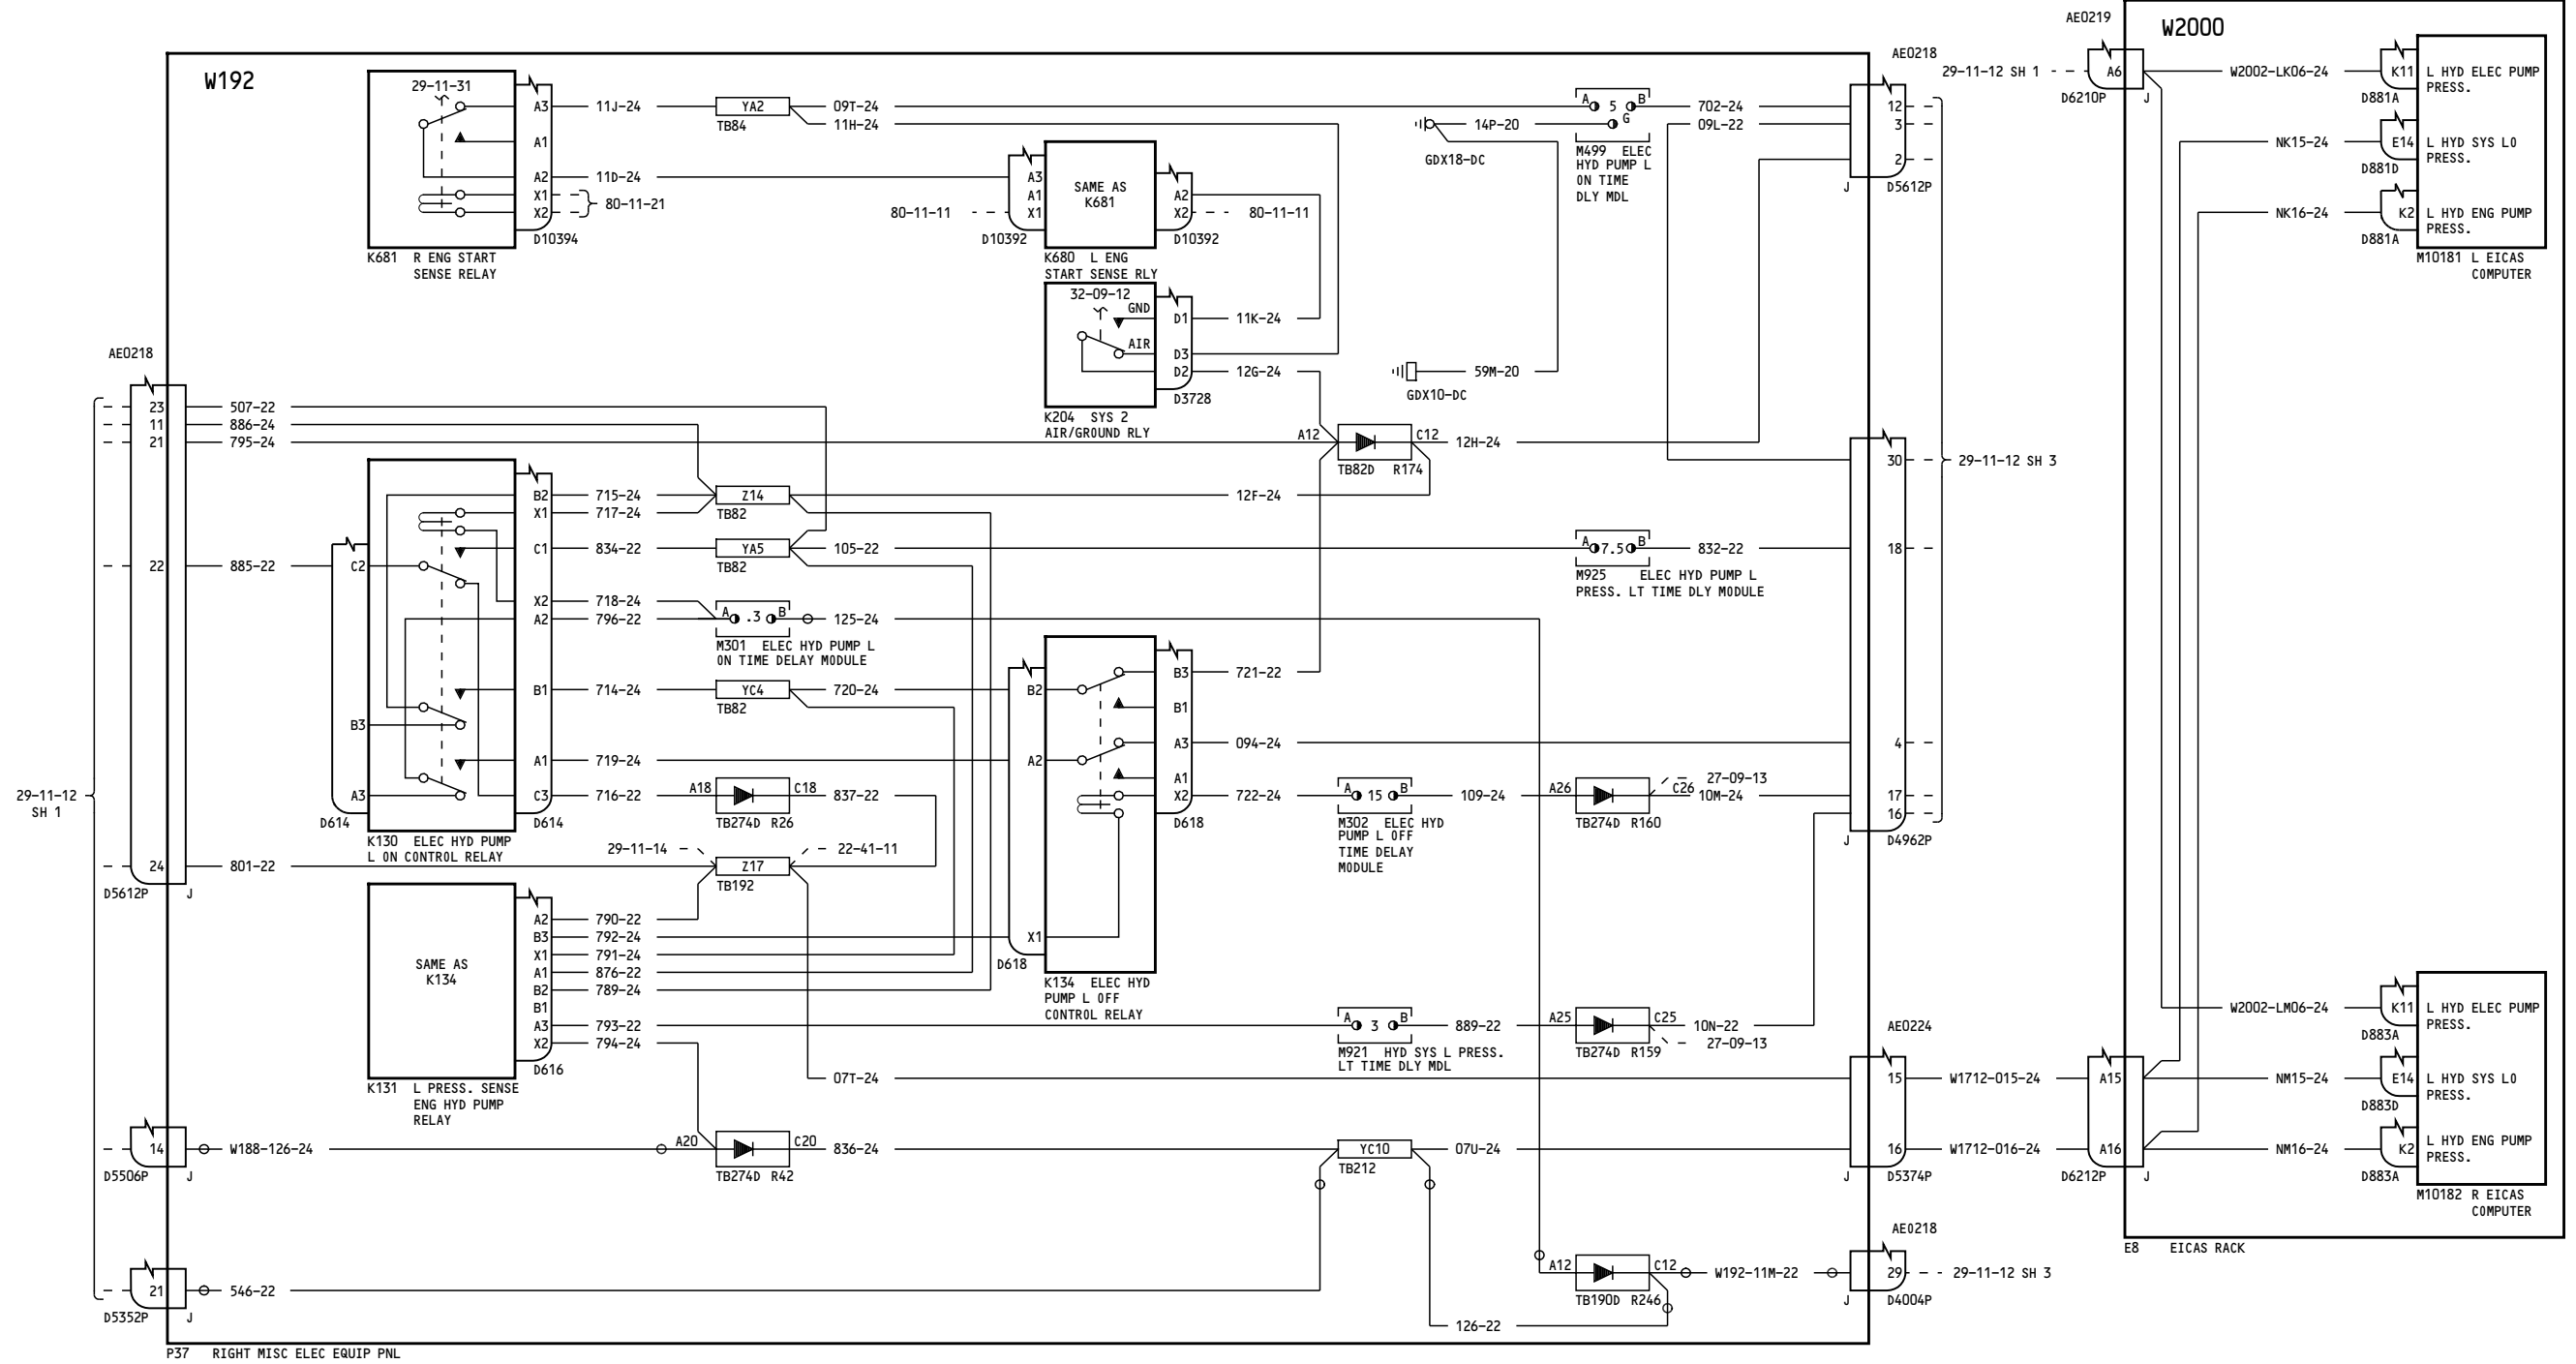 W192
29-11-31
A3
A1
A2
X1
X2
11J-24
11D-24
80-11-21
D10394
K681 R ENG START
SENSE RELAY
YA2
TB84
09T-24
11H-24
80-11-11
A3
A1
X1
D10392
SAME AS
K681
A2
X2
80-11-11
D10392
K680 L ENG
START SENSE RLY
32-09-12
GND
AIR
D1
D3
D2
11K-24
12G-24
D3728
K204 SYS 2
AIR/GROUND RLY
14P-20
GDX18-DC
59M-20
GDX10-DC
A 5 B
G
M499 ELEC
HYD PUMP L
ON TIME
DLY MDL
702-24
09L-22
AE0218
12
3
2
J D5612P
AE0218
23
11
21
22
24
507-22
886-24
795-24
885-22
801-22
D5612P J
29-11-12
SH 1
C2
B3
A3
D614
B2
X1
C1
X2
A2
B1
A1
C3
D614
K130 ELEC HYD PUMP
L ON CONTROL RELAY
715-24
717-24
834-22
718-24
796-22
714-24
719-24
716-22
Z14
TB82
YA5
TB82
105-22
A .3 B
125-24
M301 ELEC HYD PUMP L
ON TIME DELAY MODULE
YC4
TB82
720-24
A18 C18
TB274D R26
837-22
29-11-14
22-41-11
Z17
TB192
A12 C12
TB82D R174
12H-24
12F-24
A 7.5 B
832-22
M925 ELEC HYD PUMP L
PRESS. LT TIME DLY MODULE
B2
A2
X1
D618
B3
B1
A3
A1
X2
D618
721-22
094-24
722-24
K134 ELEC HYD
PUMP L OFF
CONTROL RELAY
A 15 B
109-24
M302 ELEC HYD
PUMP L OFF
TIME DELAY
MODULE
A26 C26
27-09-13
10M-24
TB274D R160
30
18
4
17
16
J D4962P
29-11-12 SH 3
SAME AS
K134
A2
B3
X1
A1
B2
B1
A3
X2
D616
K131 L PRESS. SENSE
ENG HYD PUMP
RELAY
790-22
792-24
791-24
876-22
789-24
793-22
794-24
07T-24
A 3 B
889-22
M921 HYD SYS L PRESS.
LT TIME DLY MDL
A25 C25
10N-22
27-09-13
TB274D R159
14
D5506P J
W188-126-24
A20 C20
TB274D R42
836-24
YC10
TB212
07U-24
AE0224
15
16
J D5374P
W1712-015-24
W1712-016-24
21
D5352P J
546-22
126-22
A12 C12
TB190D R246
W192-11M-22
AE0218
29
J D4004P
29-11-12 SH 3
P37 RIGHT MISC ELEC EQUIP PNL
AE0219
W2000
29-11-12 SH 1
A6
D6210P J
W2002-LK06-24
K11
D881A
L HYD ELEC PUMP
PRESS.
NK15-24
E14
D881D
L HYD SYS LO
PRESS.
NK16-24
K2
D881A
L HYD ENG PUMP
PRESS.
M10181 L EICAS
COMPUTER
A15
A16
D6212P J
W2002-LM06-24
K11
D883A
L HYD ELEC PUMP
PRESS.
NM15-24
E14
D883D
L HYD SYS LO
PRESS.
NM16-24
K2
D883A
L HYD ENG PUMP
PRESS.
M10182 R EICAS
COMPUTER
E8 EICAS RACK